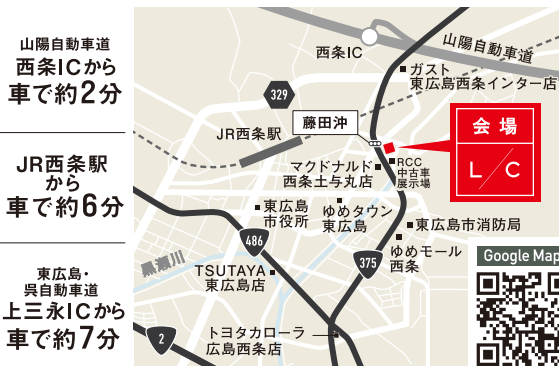 山陽自動車道
西条ICから
車で約2分
JR西条駅
から
車で約6分
東広島・
呉自動車道
上三永ICから
車で約7分
西条IC
山陽自動車道
ガスト
東広島西条インター店
329
藤田沖
JR西条駅
会場
L/C
マクドナルド
西条土与丸店
RCC
中古車
展示場
東広島
市役所
ゆめタウン
東広島
東広島市消防局
486
ゆめモール
西条
375
黒瀬川
TSUTAYA
東広島店
Google Map
トヨタカローラ
広島西条店
2